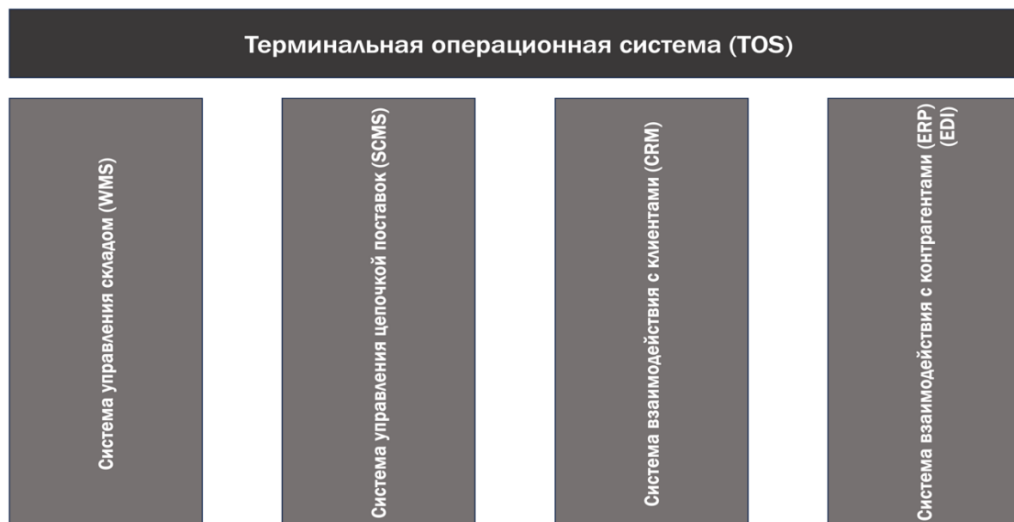 Терминальная операционная система (TOS)
Система управления складом (WMS)
Система управления цепочкой поставок (SCMS)
Система взаимодействия с клиентами (CRM)
Система взаимодействия с контрагентами (ERP)
(EDI)